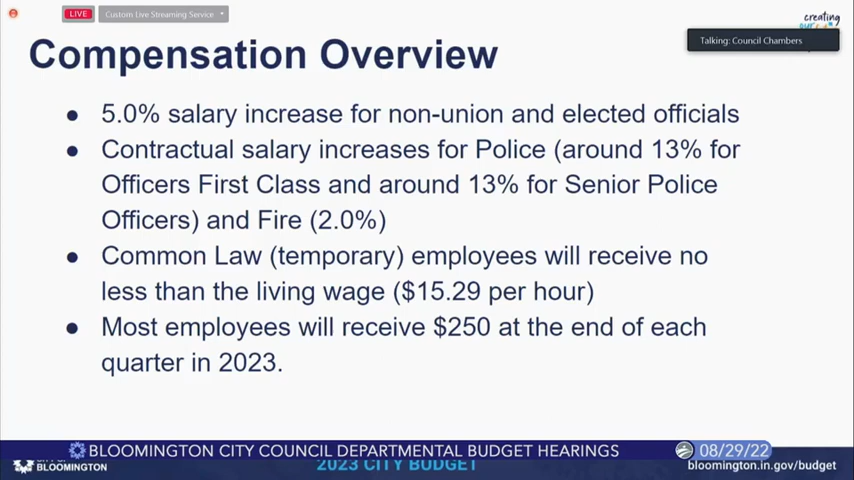 LIVE
Custom Live Streaming Service
creating
Talking: Council Chambers
Compensation Overview
● 5.0% salary increase for non-union and elected officials
● Contractual salary increases for Police (around 13% for
Officers First Class and around 13% for Senior Police
Officers) and Fire (2.0%)
● Common Law (temporary) employees will receive no
less than the living wage ($15.29 per hour)
● Most employees will receive $250 at the end of each
quarter in 2023.
BLOOMINGTON CITY COUNCIL DEPARTMENTAL BUDGET HEARINGS
08/29/22
BLOOMINGTON
2023 CITY BUDGET
bloomington.in.gov/budget